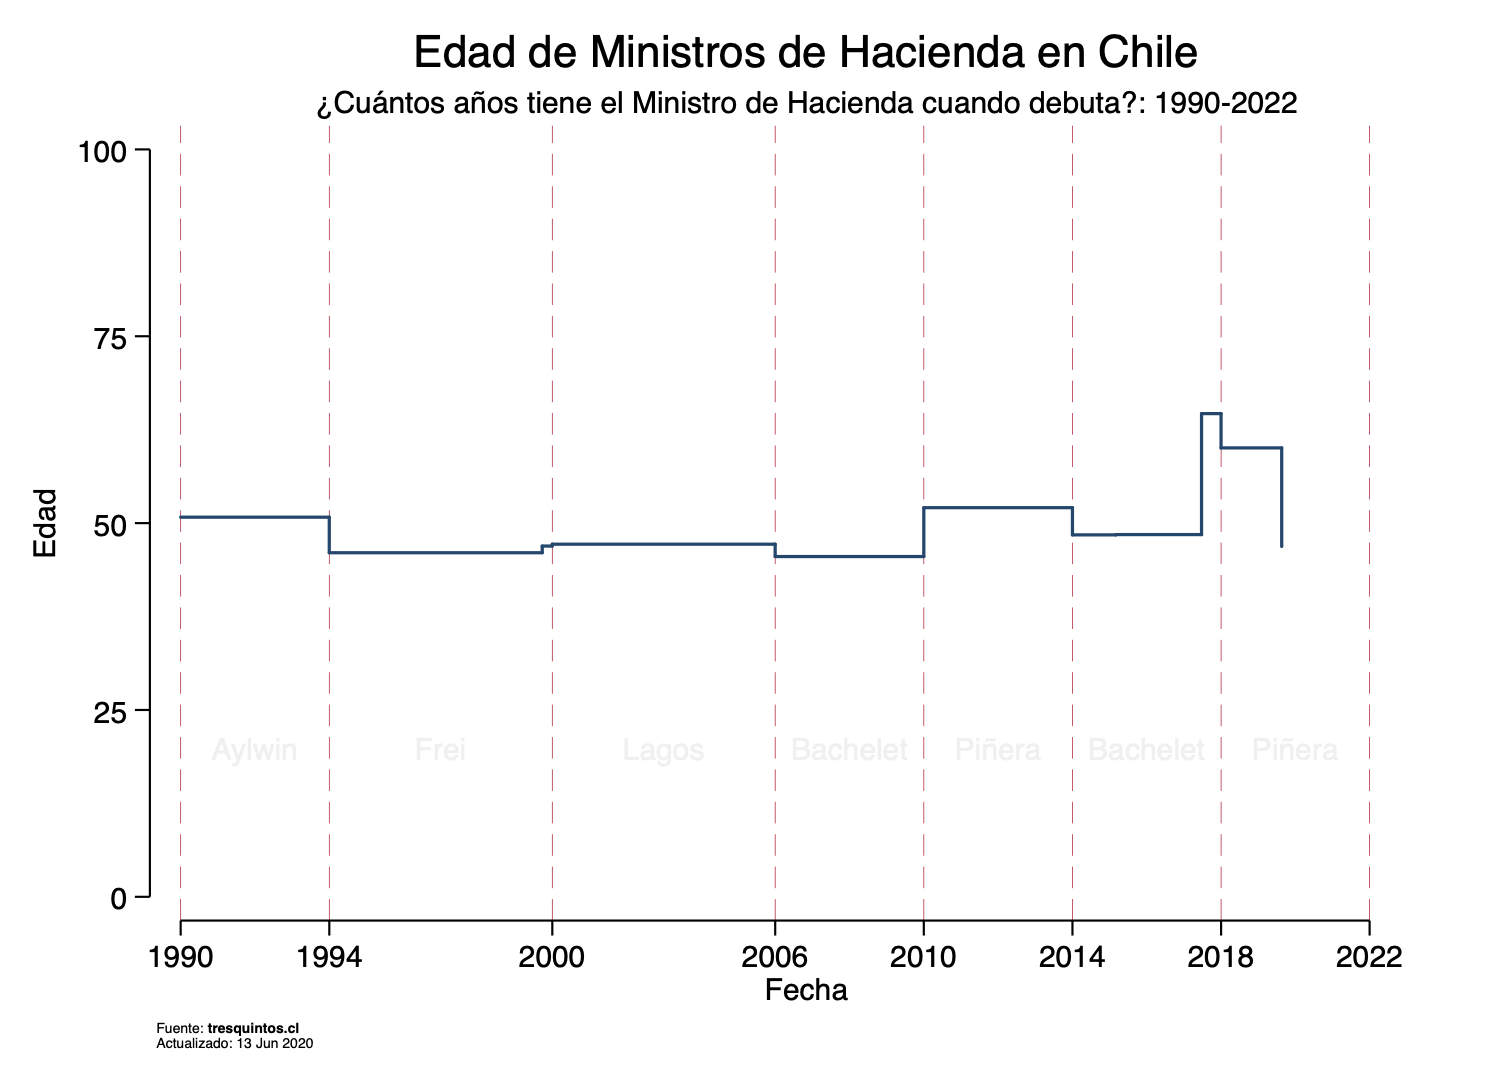 Edad de Ministros de Hacienda en Chile
¿Cuántos años tiene el Ministro de Hacienda cuando debuta?: 1990-2022
100
75
50
25
0
Edad
Aylwin Frei Lagos Bachelet Piñera Bachelet Piñera
1990 1994 2000 2006 2010 2014 2018 2022
Fecha
Fuente: tresquintos.cl
Actualizado: 13 Jun 2020